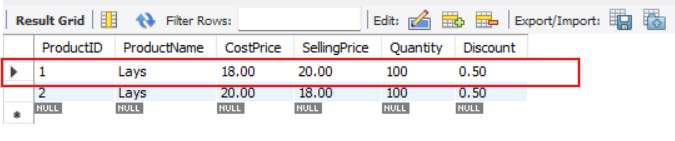 Result Grid Filter Rows: Edit: Export/Import:
ProductID ProductName CostPrice SellingPrice Quantity Discount
1 Lays 18.00 20.00 100 0.50
2 Lays 20.00 18.00 100 0.50
NULL NULL NULL NULL NULL NULL